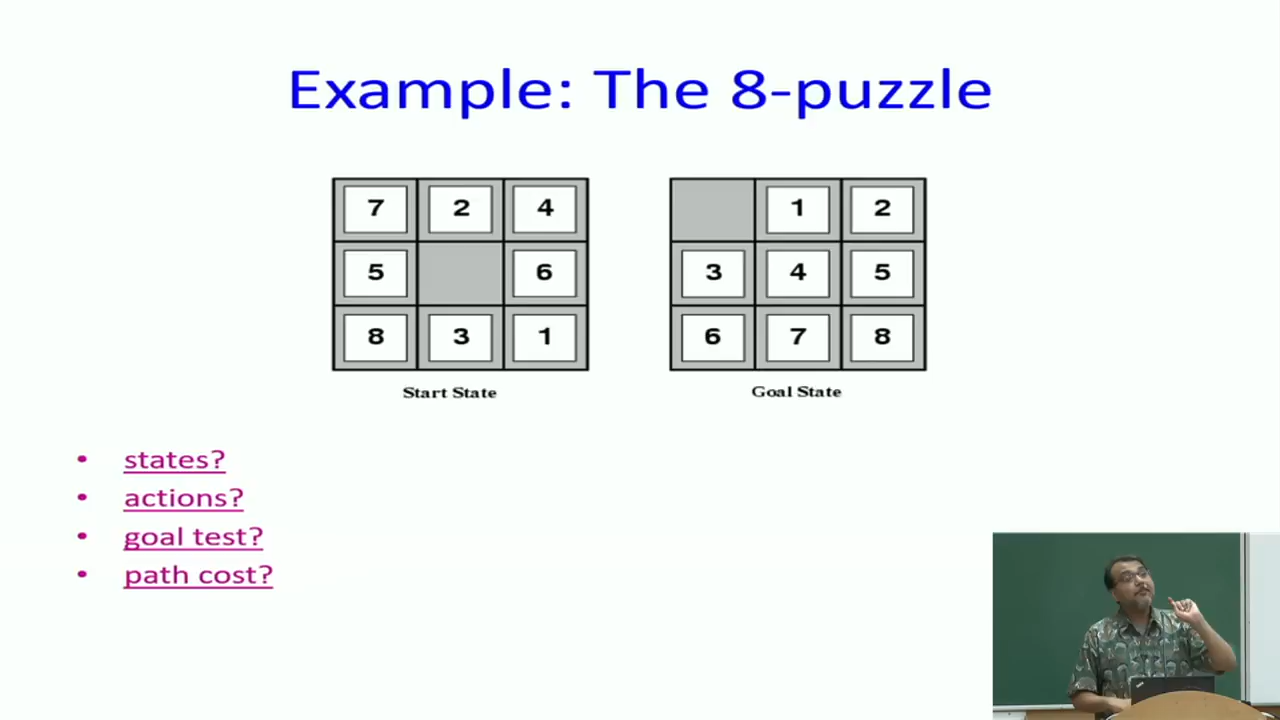 Example: The 8-puzzle
7 2 4
5 6
8 3 1
Start State
1 2
3 4 5
6 7 8
Goal State
• states?
• actions?
• goal test?
• path cost?